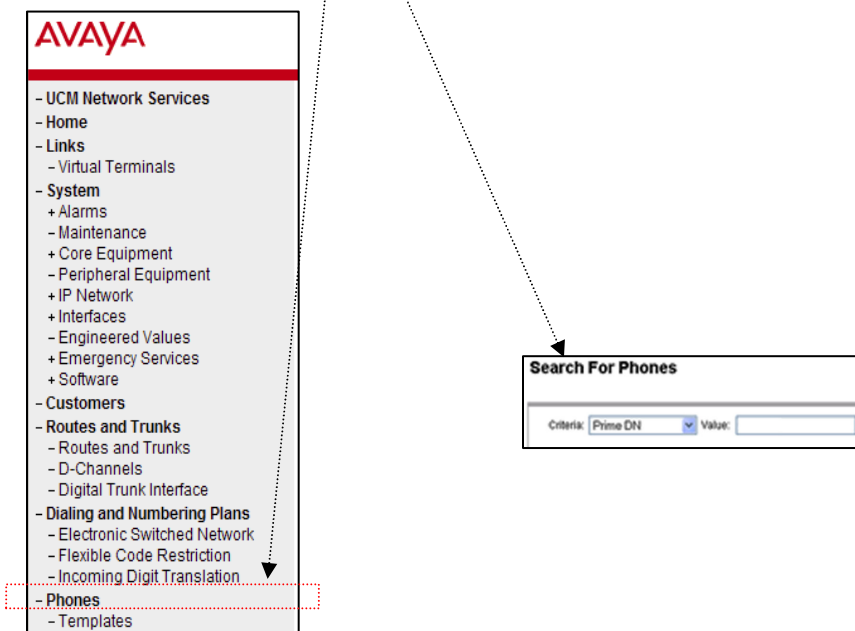 AVAYA
- UCM Network Services
- Home
- Links
- Virtual Terminals
- System
+ Alarms
- Maintenance
+ Core Equipment
- Peripheral Equipment
+ IP Network
+ Interfaces
- Engineered Values
+ Emergency Services
+ Software
- Customers
- Routes and Trunks
- Routes and Trunks
- D-Channels
- Digital Trunk Interface
- Dialing and Numbering Plans
- Electronic Switched Network
- Flexible Code Restriction
- Incoming Digit Translation
- Phones
- Templates
Search For Phones
Criteria: Prime DN Value: